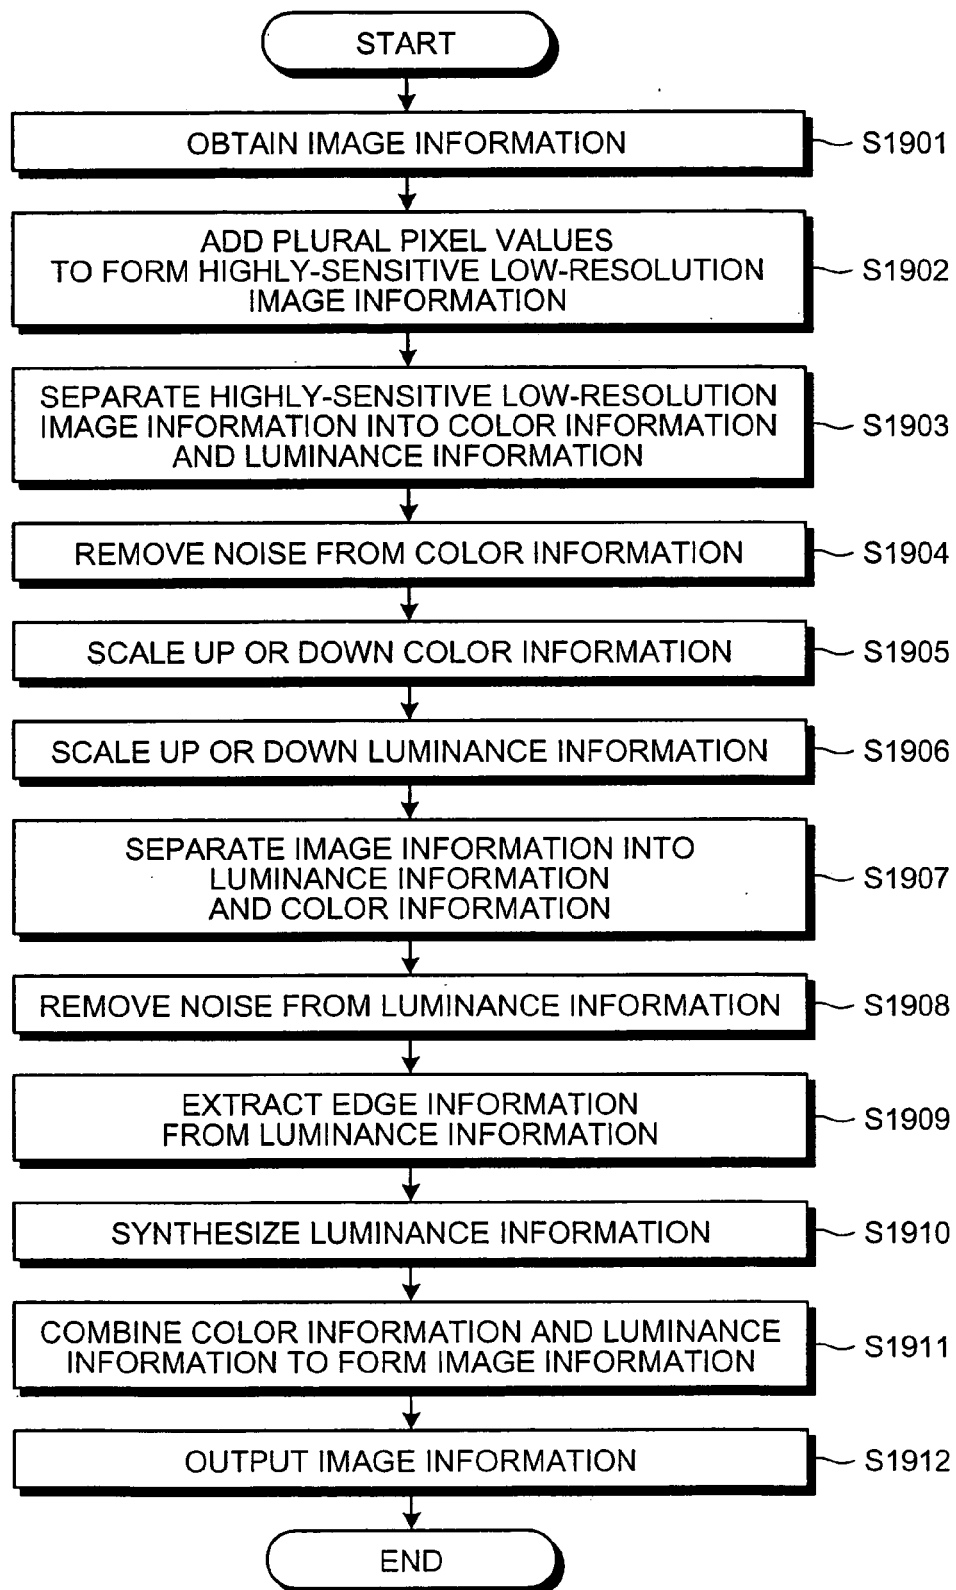 START
OBTAIN IMAGE INFORMATION
S1901
ADD PLURAL PIXEL VALUES
TO FORM HIGHLY-SENSITIVE LOW-RESOLUTION
IMAGE INFORMATION
S1902
SEPARATE HIGHLY-SENSITIVE LOW-RESOLUTION
IMAGE INFORMATION INTO COLOR INFORMATION
AND LUMINANCE INFORMATION
S1903
REMOVE NOISE FROM COLOR INFORMATION
S1904
SCALE UP OR DOWN COLOR INFORMATION
S1905
SCALE UP OR DOWN LUMINANCE INFORMATION
S1906
SEPARATE IMAGE INFORMATION INTO
LUMINANCE INFORMATION
AND COLOR INFORMATION
S1907
REMOVE NOISE FROM LUMINANCE INFORMATION
S1908
EXTRACT EDGE INFORMATION
FROM LUMINANCE INFORMATION
S1909
SYNTHESIZE LUMINANCE INFORMATION
S1910
COMBINE COLOR INFORMATION AND LUMINANCE
INFORMATION TO FORM IMAGE INFORMATION
S1911
OUTPUT IMAGE INFORMATION
S1912
END